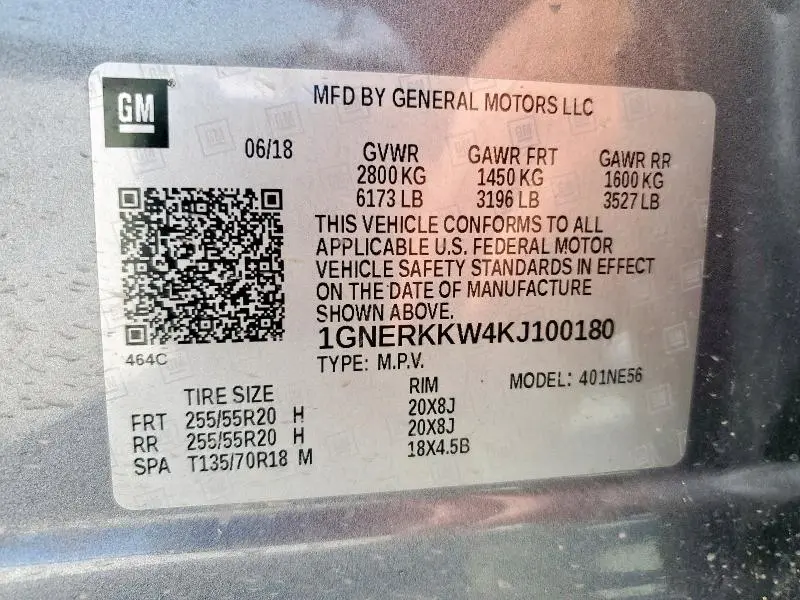 GM
MFD BY GENERAL MOTORS LLC
06/18 GVWR GAWR FRT GAWR RR
2800 KG 1450 KG 1600 KG
6173 LB 3196 LB 3527 LB
THIS VEHICLE CONFORMS TO ALL
APPLICABLE U.S. FEDERAL MOTOR
VEHICLE SAFETY STANDARDS IN EFFECT
ON THE DATE OF MANUFACTURE
SHOWN ABOVE.
1GNERKKW4KJ100180
464C
TYPE: M.P.V.
TIRE SIZE RIM MODEL: 401NE56
FRT 255/55R20 H 20X8J
RR 255/55R20 H 20X8J
SPA T135/70R18 M 18X4.5B